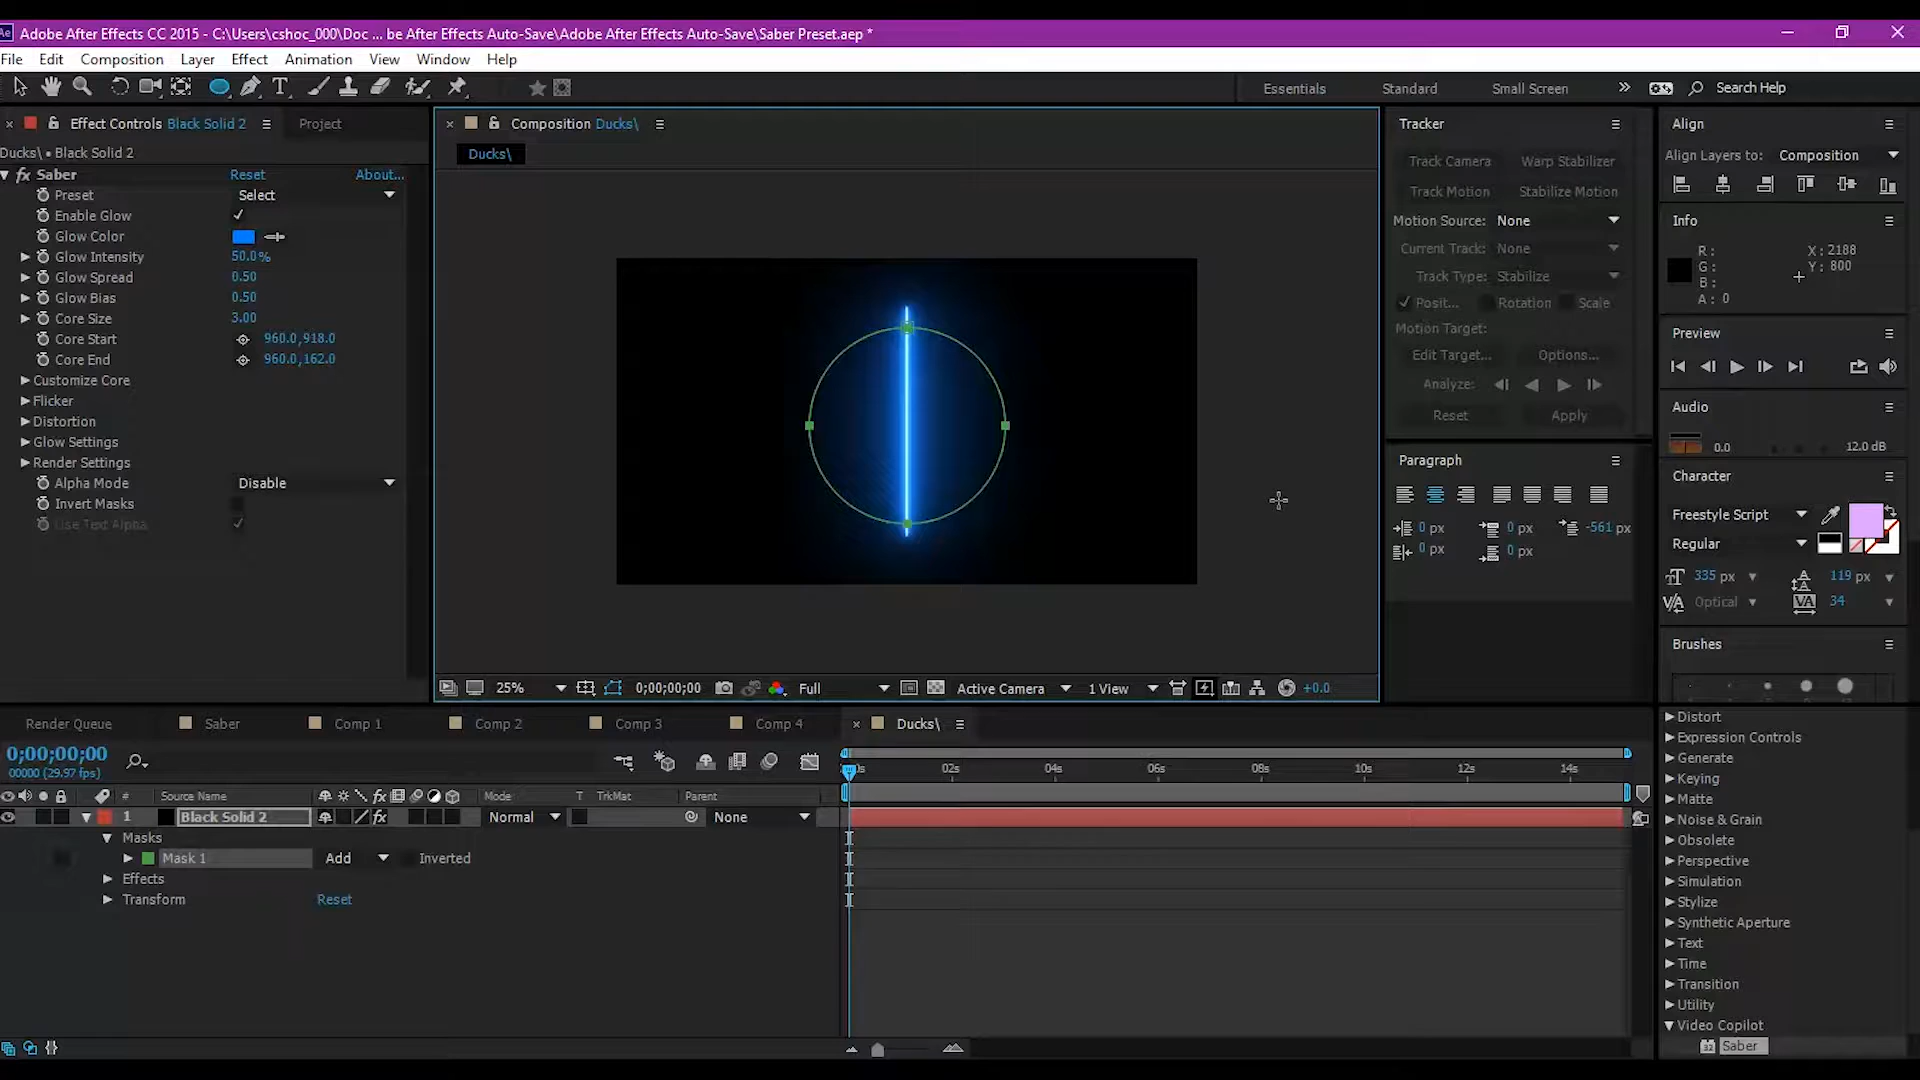 Ae Adobe After Effects CC 2015 - C:\Users\cshoc_000\Doc ... be After Effects Auto-Save\Adobe After Effects Auto-Save\Saber Preset.aep *
File Edit Composition Layer Effect Animation View Window Help
T Essentials Standard Small Screen Search Help
Effect Controls Black Solid 2
Project
Ducks\ • Black Solid 2
fx Saber Reset About...
Preset Select
Enable Glow
Glow Color
Glow Intensity 50.0%
Glow Spread 0.50
Glow Bias 0.50
Core Size 3.00
Core Start 960.0,918.0
Core End 960.0,162.0
Customize Core
Flicker
Distortion
Glow Settings
Render Settings
Alpha Mode Disable
Invert Masks
Use Text Alpha
Composition Ducks\
Ducks\
25% 0;00;00;00 Full Active Camera 1 View +0.0
Tracker
Track Camera Warp Stabilizer
Track Motion Stabilize Motion
Motion Source: None
Current Track: None
Track Type: Stabilize
Posit... Rotation Scale
Motion Target:
Edit Target... Options...
Analyze:
Reset Apply
Paragraph
0 px 0 px -561 px
0 px 0 px
Align
Align Layers to: Composition
Info
R : X : 2188
G : Y : 800
B :
A : 0
Preview
Audio
0.0 12.0 dB
Character
Freestyle Script
Regular
335 px 119 px
Optical 34
Brushes
Distort
Expression Controls
Generate
Keying
Matte
Noise & Grain
Obsolete
Perspective
Simulation
Stylize
Synthetic Aperture
Text
Time
Transition
Utility
Video Copilot
32 Saber
Render Queue Saber Comp 1 Comp 2 Comp 3 Comp 4 Ducks\
0;00;00;00
00000 (29.97 fps)
0s 02s 04s 06s 08s 10s 12s 14s
# Source Name fx Mode T TrkMat Parent
1 Black Solid 2 fx Normal None
Masks
Mask 1 Add Inverted
Effects
Transform Reset